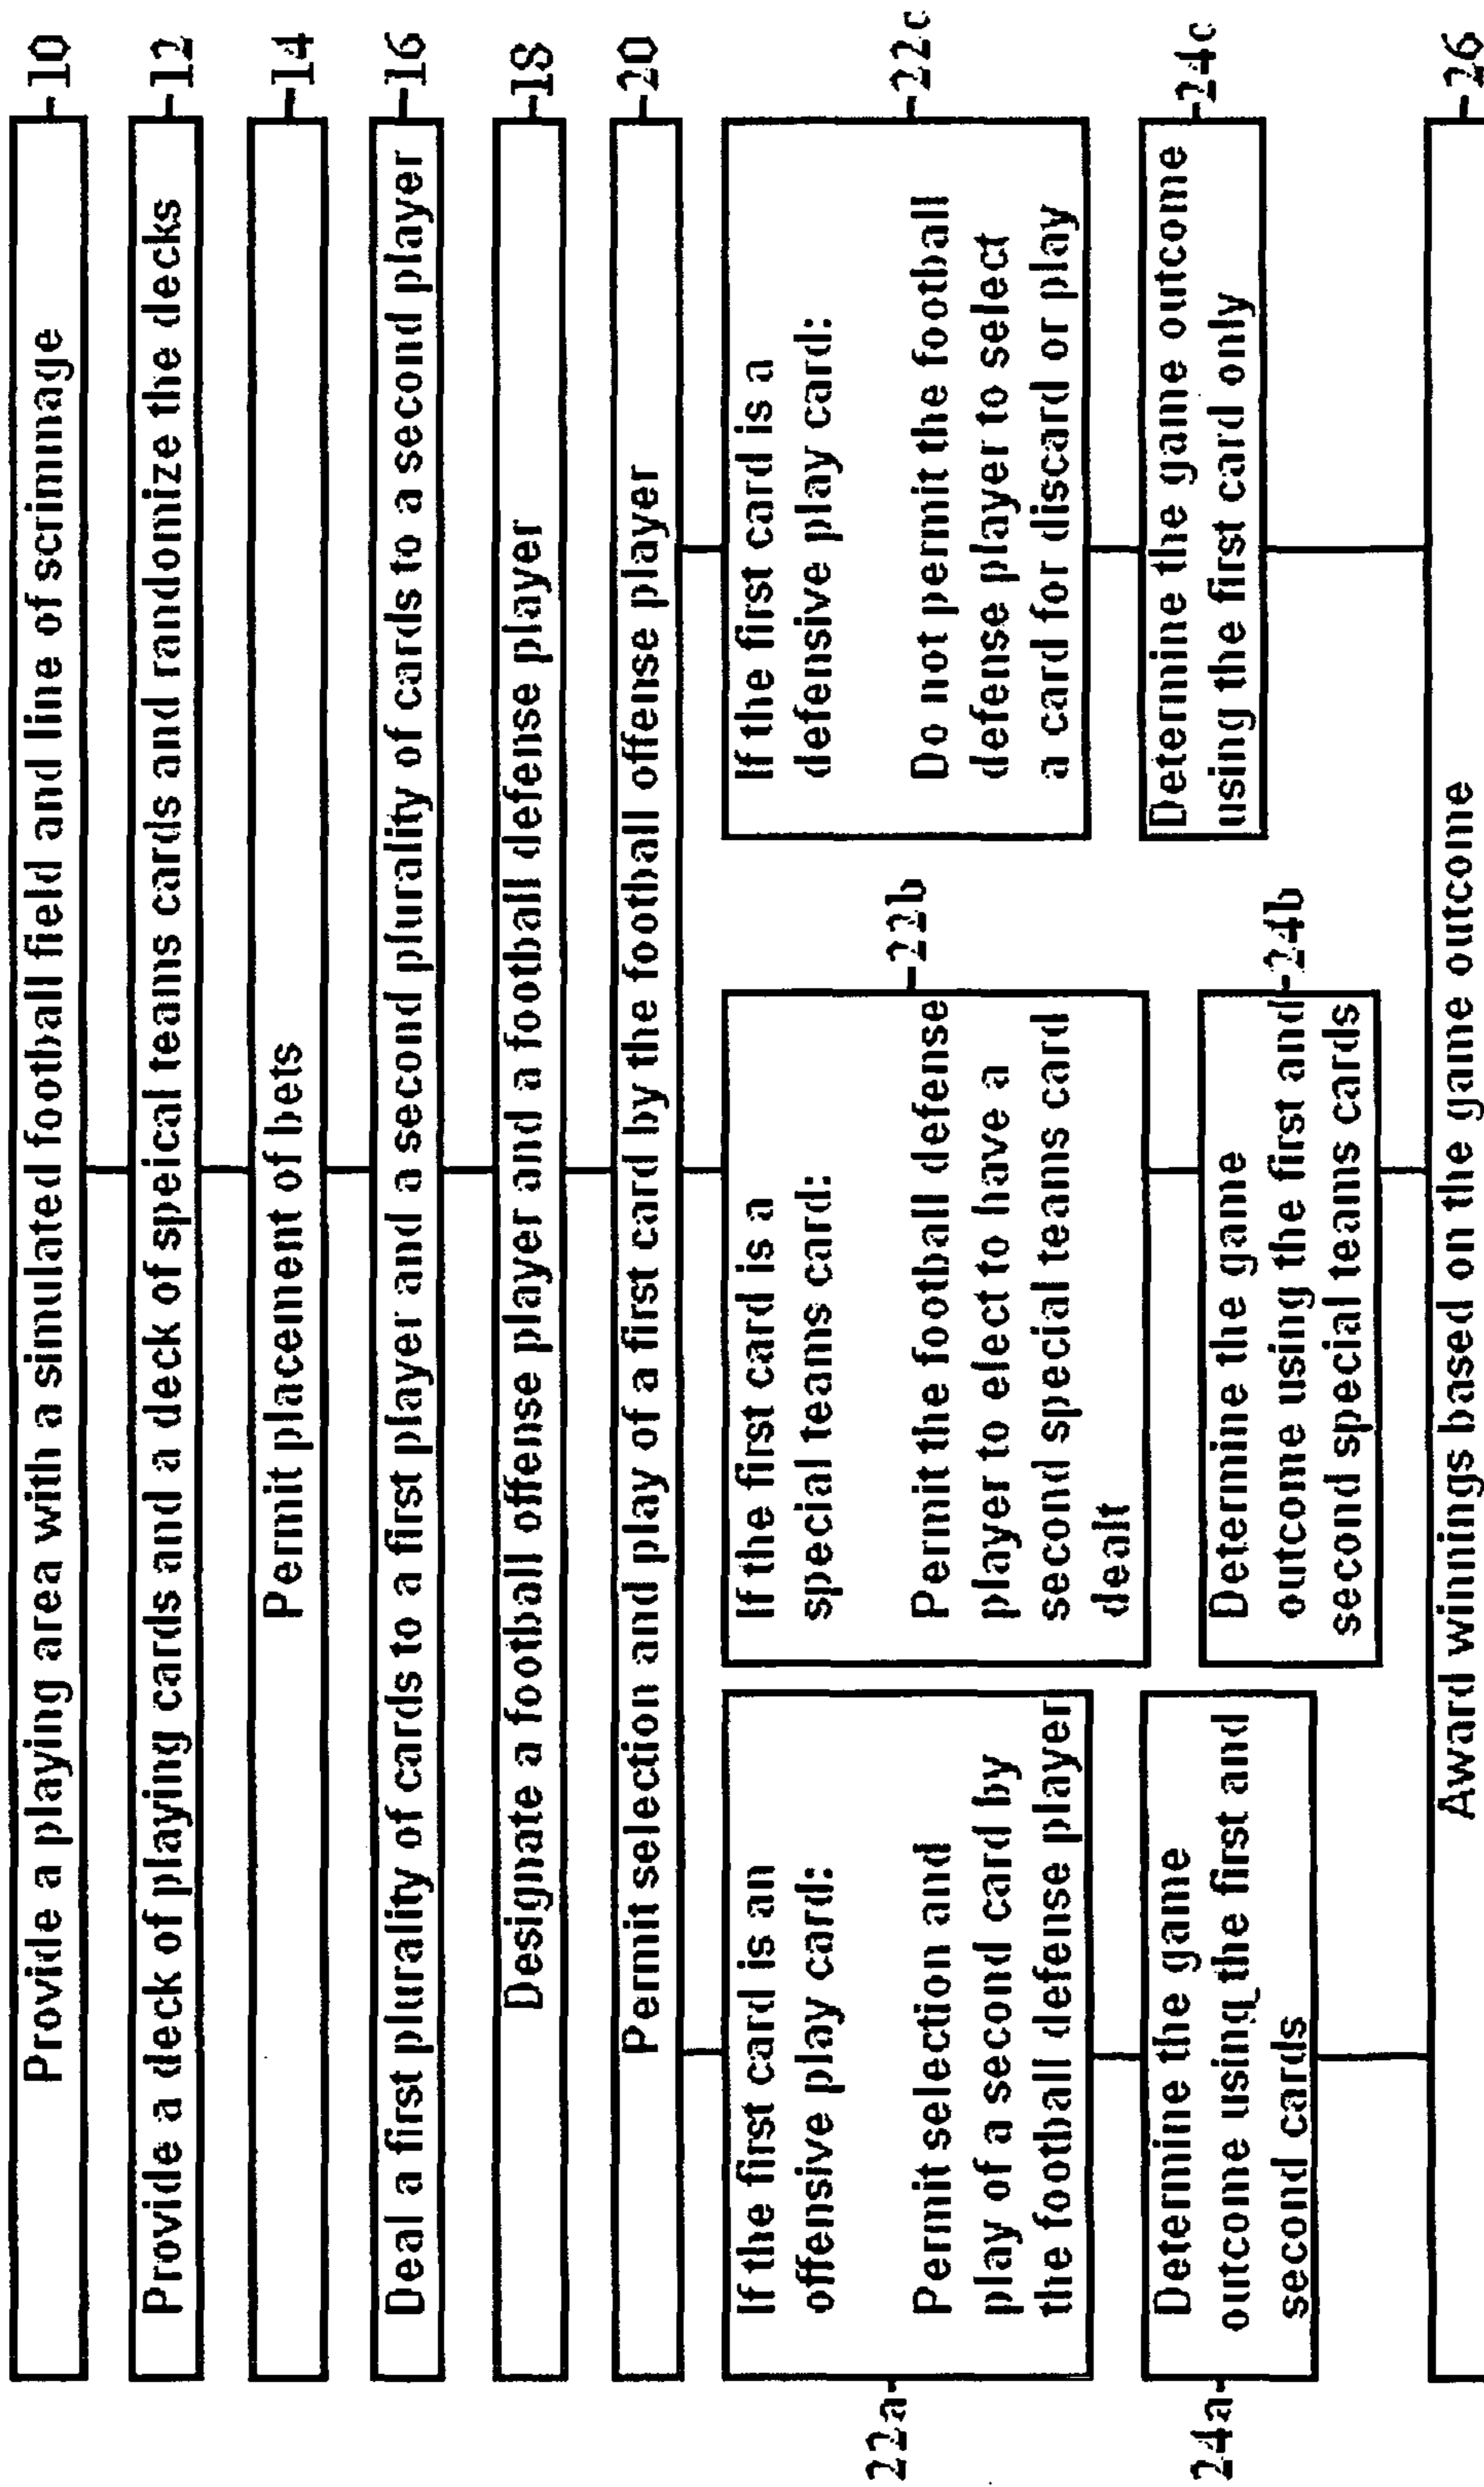 Provide a playing area with a simulated football field and line of scrimmage
10
Provide a deck of playing cards and a deck of speical teams cards and randomize the decks
12
Permit placement of bets
14
Deal a first plurality of cards to a first player and a second plurality of cards to a second player
16
Designate a football offense player and a football defense player
18
Permit selection and play of a first card by the football offense player
20
22a
If the first card is an
offensive play card:
Permit selection and
play of a second card by
the football defense player
If the first card is a
special teams card:
Permit the football defense
player to elect to have a
second special teams card
dealt
22b
If the first card is a
defensive play card:
Do not permit the football
defense player to select
a card for discard or play
22c
24a
Determine the game
outcome using the first and
second cards
Determine the game
outcome using the first and
second special teams cards
24b
Determine the game outcome
using the first card only
24c
Award winnings based on the game outcome
26